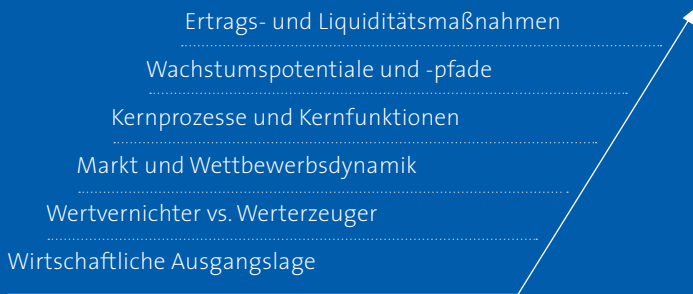 Ertrags- und Liquiditätsmaßnahmen
Wachstumspotentiale und -pfade
Kernprozesse und Kernfunktionen
Markt und Wettbewerbsdynamik
Wertvernichter vs. Werterzeuger
Wirtschaftliche Ausgangslage